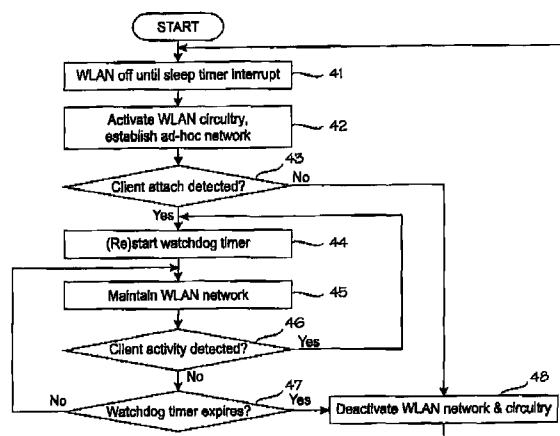 START
WLAN off until sleep timer interrupt
41
Activate WLAN circuitry,
establish ad-hoc network
42
43
Client attach detected?
No
Yes
(Re)start watchdog timer
44
Maintain WLAN network
45
46
Client activity detected?
Yes
No
47
48
No
Watchdog timer expires?
Yes
Deactivate WLAN network & circuitry